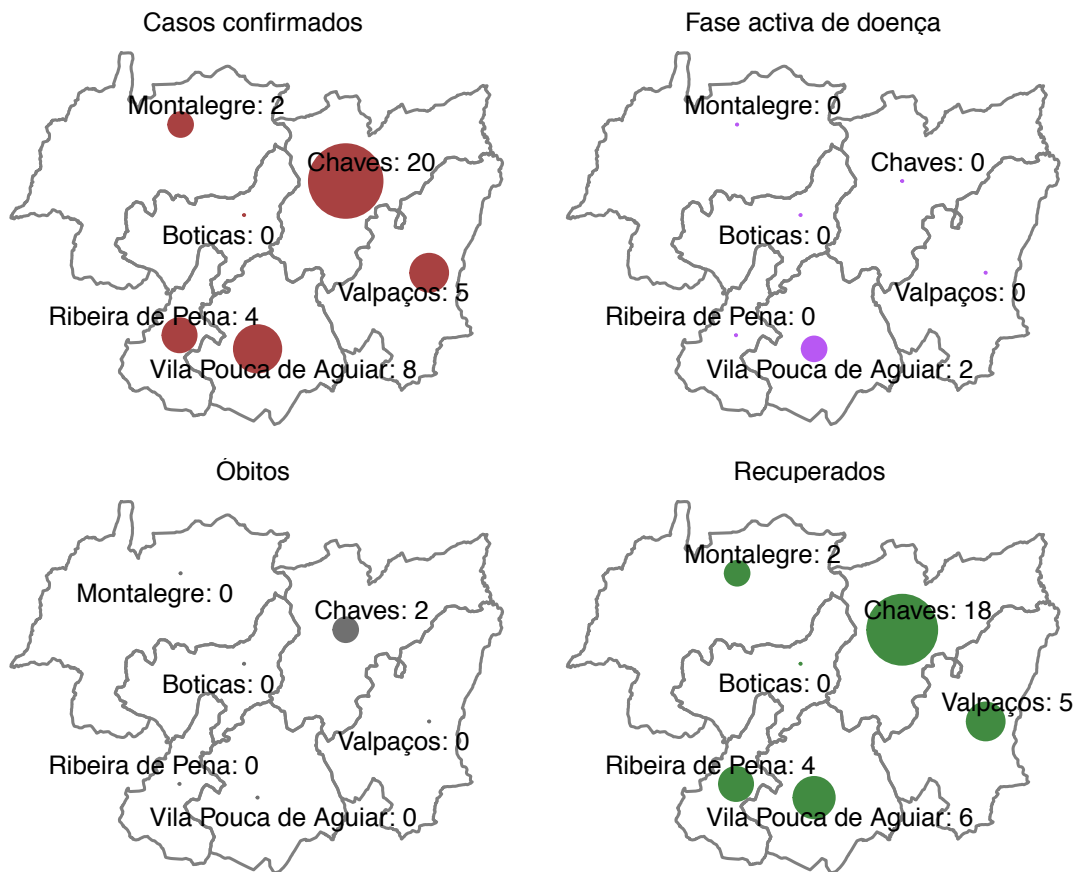 Casos confirmados
Montalegre: 2
Chaves: 20
Boticas: 0
Valpaços: 5
Ribeira de Pena: 4
Vila Pouca de Aguiar: 8
Fase activa de doença
Montalegre: 0
Chaves: 0
Boticas: 0
Valpaços: 0
Ribeira de Pena: 0
Vila Pouca de Aguiar: 2
Óbitos
Montalegre: 0
Chaves: 2
Boticas: 0
Valpaços: 0
Ribeira de Pena: 0
Vila Pouca de Aguiar: 0
Recuperados
Montalegre: 2
Chaves: 18
Boticas: 0
Valpaços: 5
Ribeira de Pena: 4
Vila Pouca de Aguiar: 6